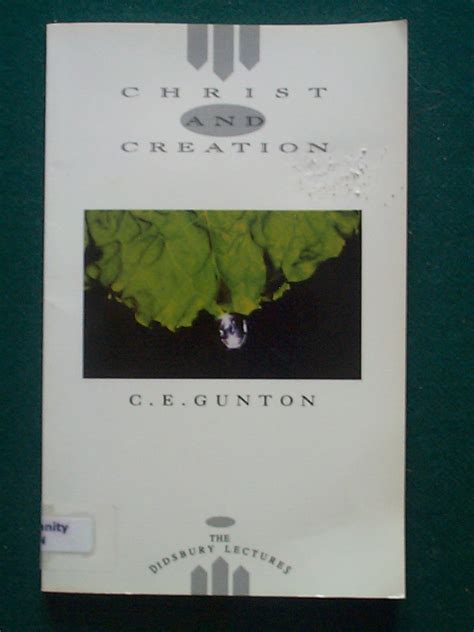 CHRIST
AND
CREATION
C.E.GUNTON
THE
DIDSBURY LECTURES